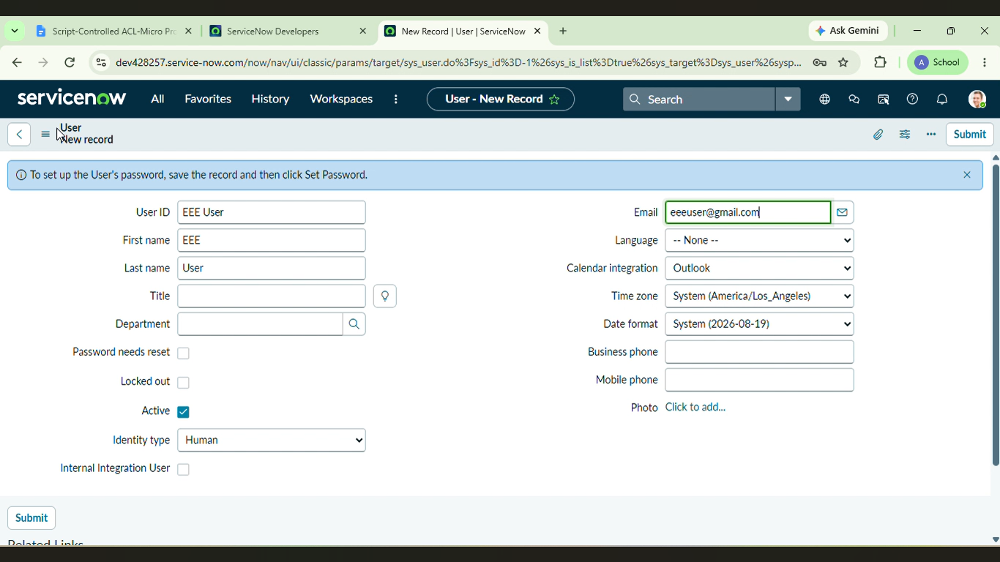 Script-Controlled ACL-Micro Pr
ServiceNow Developers
New Record | User | ServiceNow
Ask Gemini
dev428257.service-now.com/now/nav/ui/classic/params/target/sys_user.do%3Fsys_id%3D-1%26sys_is_list%3Dtrue%26sys_target%3Dsys_user%26sysp...
A School
servicenow
All
Favorites
History
Workspaces
User - New Record
Search
User
New record
Submit
To set up the User's password, save the record and then click Set Password.
User ID EEE User
First name EEE
Last name User
Title
Department
Password needs reset
Locked out
Active
Identity type Human
Internal Integration User
Email eeeuser@gmail.com
Language -- None --
Calendar integration Outlook
Time zone System (America/Los_Angeles)
Date format System (2026-08-19)
Business phone
Mobile phone
Photo Click to add...
Submit
Related Links